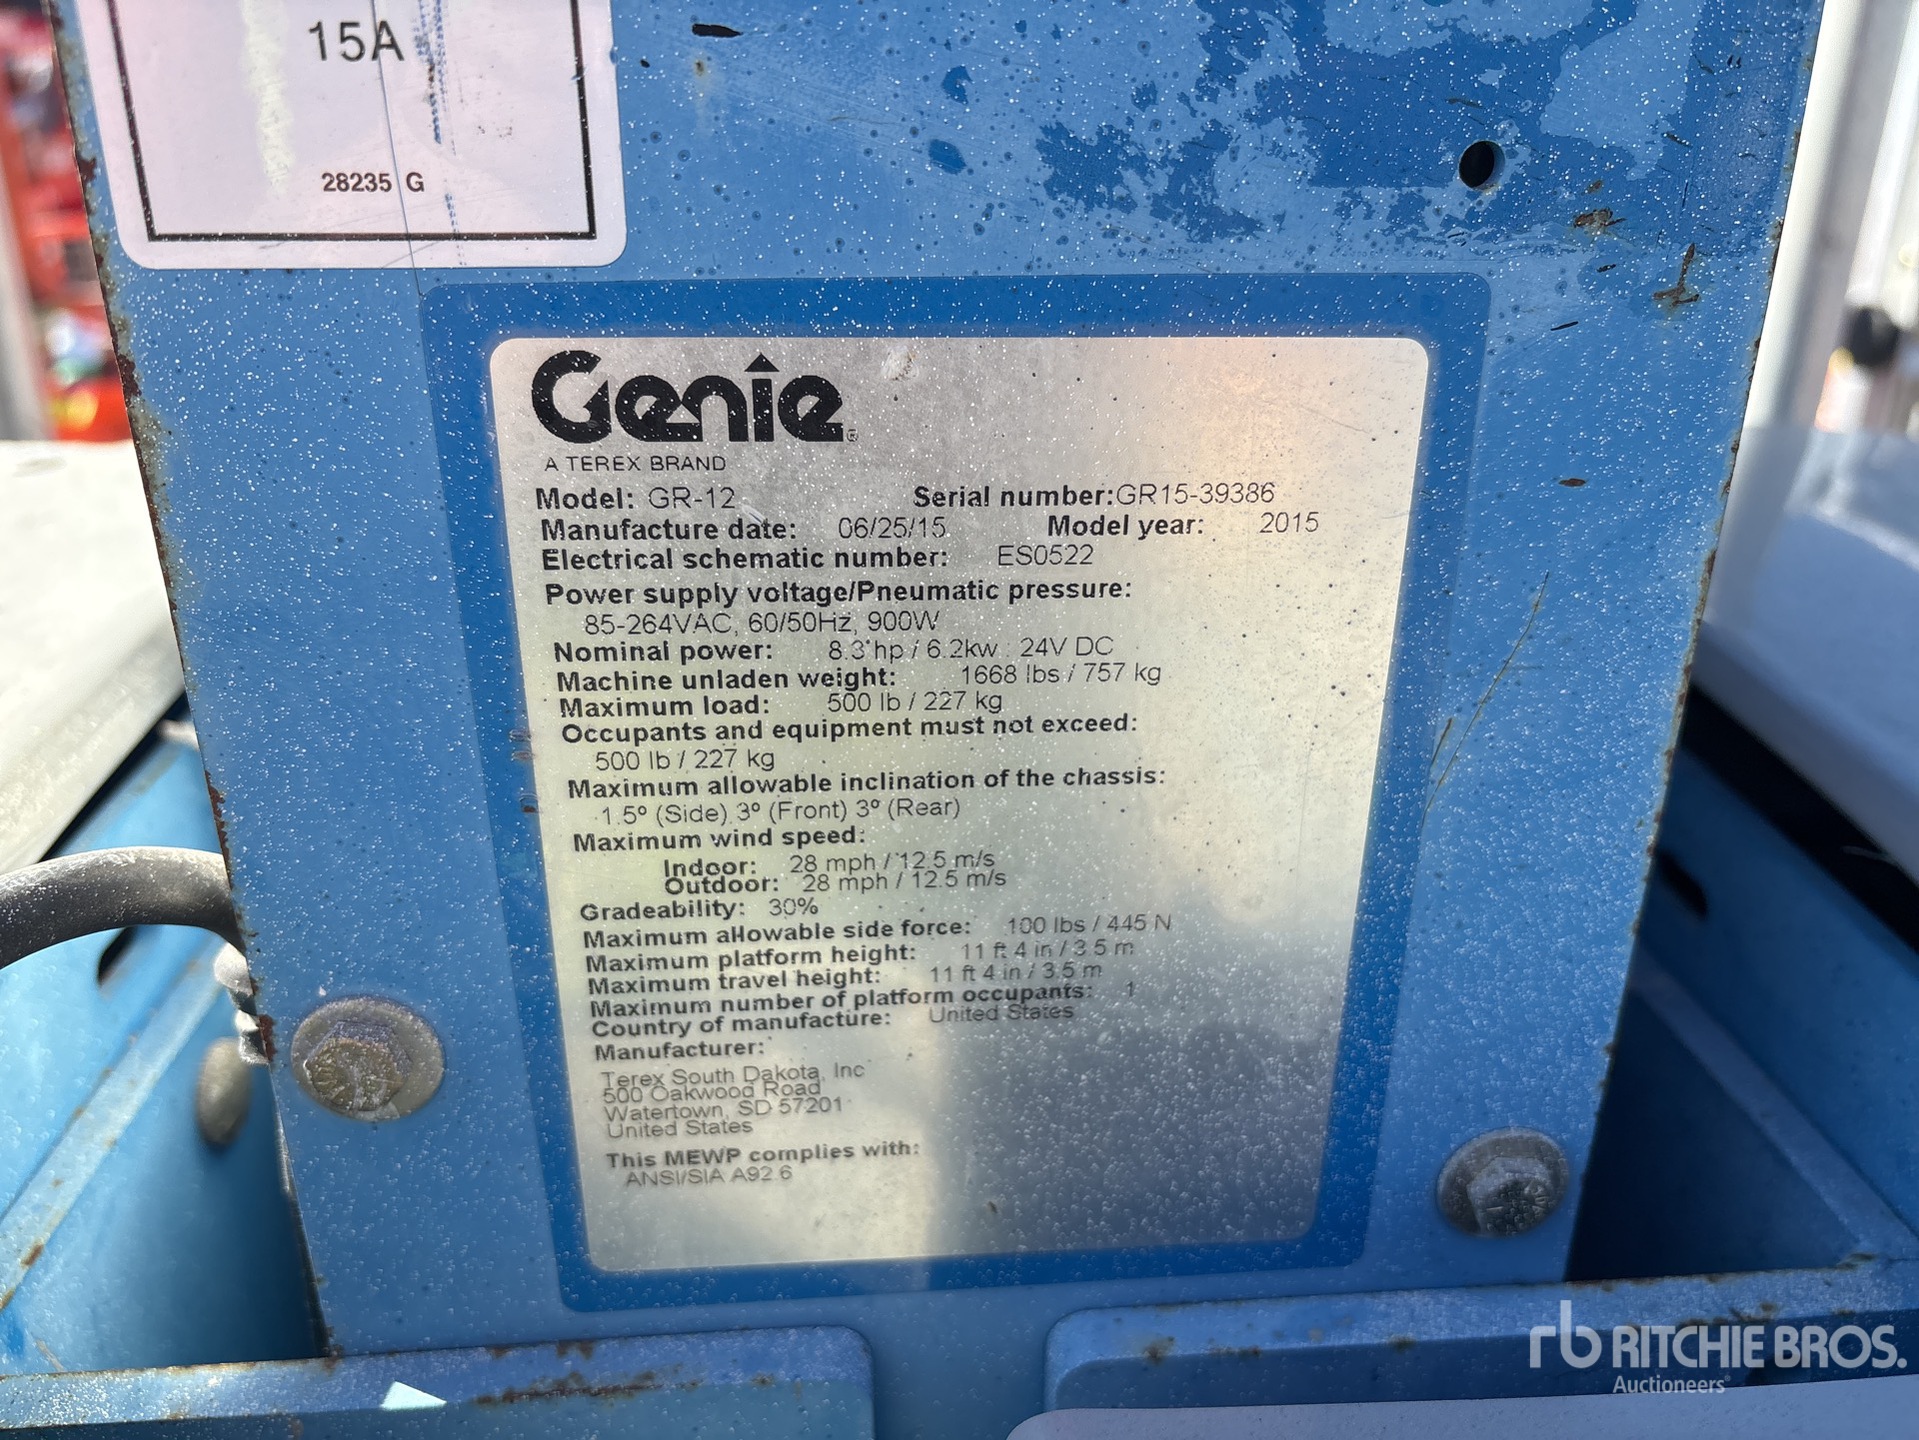 15A
28235 G
Genie®
A TEREX BRAND
Model: GR-12 Serial number:GR15-39386
Manufacture date: 06/25/15 Model year: 2015
Electrical schematic number: ES0522
Power supply voltage/Pneumatic pressure:
85-264VAC, 60/50Hz, 900W
Nominal power: 8.3 hp / 6.2kw : 24V DC
Machine unladen weight: 1668 lbs / 757 kg
Maximum load: 500 lb / 227 kg
Occupants and equipment must not exceed:
500 lb / 227 kg
Maximum allowable inclination of the chassis:
1.5º (Side) 3º (Front) 3º (Rear)
Maximum wind speed:
Indoor: 28 mph / 12.5 m/s
Outdoor: 28 mph / 12.5 m/s
Gradeability: 30%
Maximum allowable side force: 100 lbs / 445 N
Maximum platform height: 11 ft 4 in / 3.5 m
Maximum travel height: 11 ft 4 in / 3.5 m
Maximum number of platform occupants: 1
Country of manufacture: United States
Manufacturer:
Terex South Dakota, Inc
500 Oakwood Road
Watertown, SD 57201
United States
This MEWP complies with:
ANSI/SIA A92.6
rb RITCHIE BROS.
Auctioneers